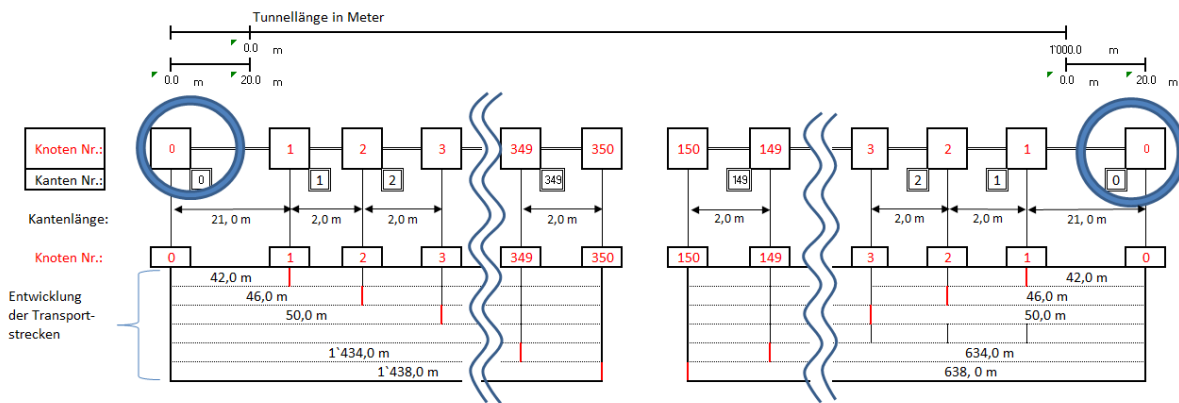 Tunnellänge in Meter
0.0 m 1'000.0 m
0.0 m 20.0 m 0.0 m 20.0 m
Knoten Nr.: 0 1 2 3 349 350 150 149 3 2 1 0
Kanten Nr.: 0 1 2 349 149 2 1 0
Kantenlänge: 21, 0 m 2,0 m 2,0 m 2,0 m 2,0 m 2,0 m 2,0 m 21,0 m
Knoten Nr.: 0 1 2 3 349 350 150 149 3 2 1 0
42,0 m 42,0 m
Entwicklung 46,0 m 46,0 m
der Transport- 50,0 m 50,0 m
strecken
1`434,0 m 634,0 m
1`438,0 m 638, 0 m